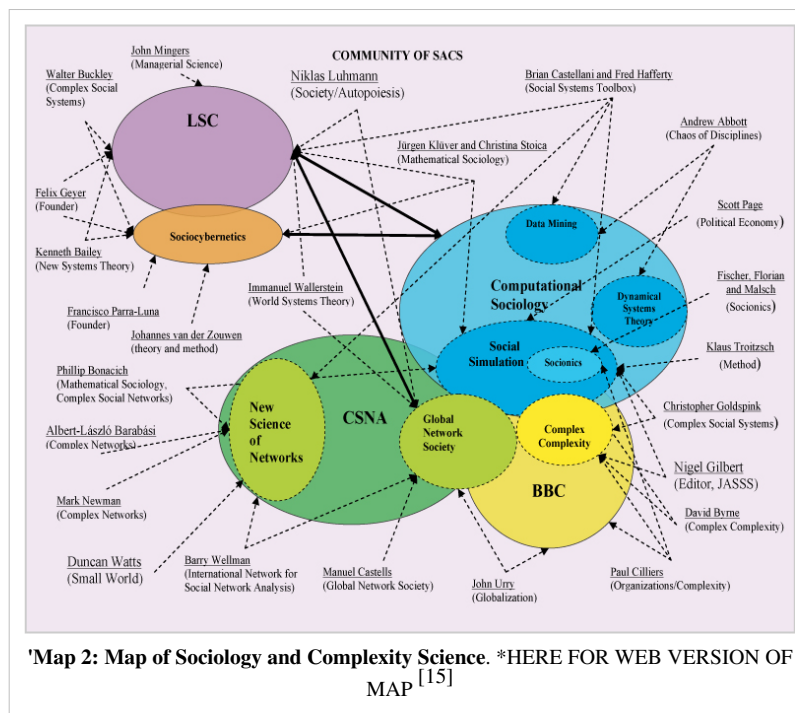 COMMUNITY OF SACS
John Mingers
(Managerial Science)
Walter Buckley
(Complex Social
Systems)
Niklas Luhmann
(Society/Autopoiesis)
Brian Castellani and Fred Hafferty
(Social Systems Toolbox)
Andrew Abbott
(Chaos of Disciplines)
LSC
Jürgen Klüver and Christina Stoica
(Mathematical Sociology)
Felix Geyer
(Founder)
Scott Page
(Political Economy)
Sociocybernetics
Data Mining
Kenneth Bailey
(New Systems Theory)
Immanuel Wallerstein
(World Systems Theory)
Computational
Sociology
Fischer, Florian
and Malsch
(Socionics)
Dynamical
Systems
Theory
Francisco Parra-Luna
(Founder)
Johannes van der Zouwen
(theory and method)
Social
Simulation
Socionics
Klaus Troitzsch
(Method)
Phillip Bonacich
(Mathematical Sociology,
Complex Social Networks)
New
Science
of
Networks
CSNA
Global
Network
Society
Complex
Complexity
Christopher Goldspink
(Complex Social Systems)
Albert-László Barabási
(Complex Networks)
BBC
Nigel Gilbert
(Editor, JASSS)
Mark Newman
(Complex Networks)
David Byrne
(Complex Complexity)
Duncan Watts
(Small World)
Barry Wellman
(International Network for
Social Network Analysis)
Manuel Castells
(Global Network Society)
John Urry
(Globalization)
Paul Cilliers
(Organizations/Complexity)
'Map 2: Map of Sociology and Complexity Science. *HERE FOR WEB VERSION OF
MAP [15]